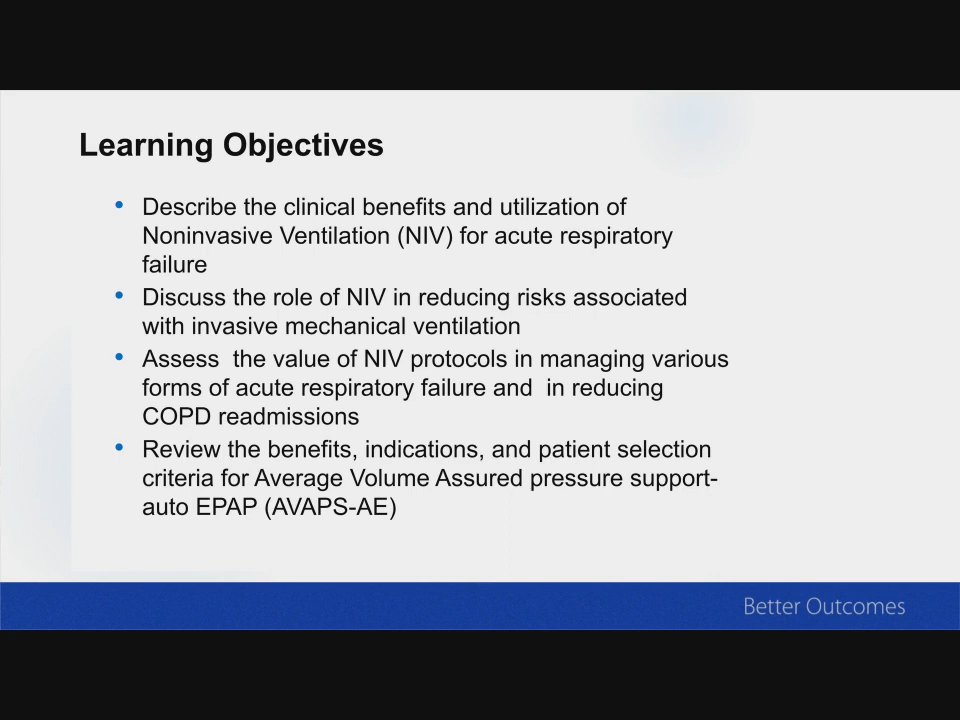 Learning Objectives
• Describe the clinical benefits and utilization of
Noninvasive Ventilation (NIV) for acute respiratory
failure
• Discuss the role of NIV in reducing risks associated
with invasive mechanical ventilation
• Assess  the value of NIV protocols in managing various
forms of acute respiratory failure and  in reducing
COPD readmissions
• Review the benefits, indications, and patient selection
criteria for Average Volume Assured pressure support-
auto EPAP (AVAPS-AE)
Better Outcomes